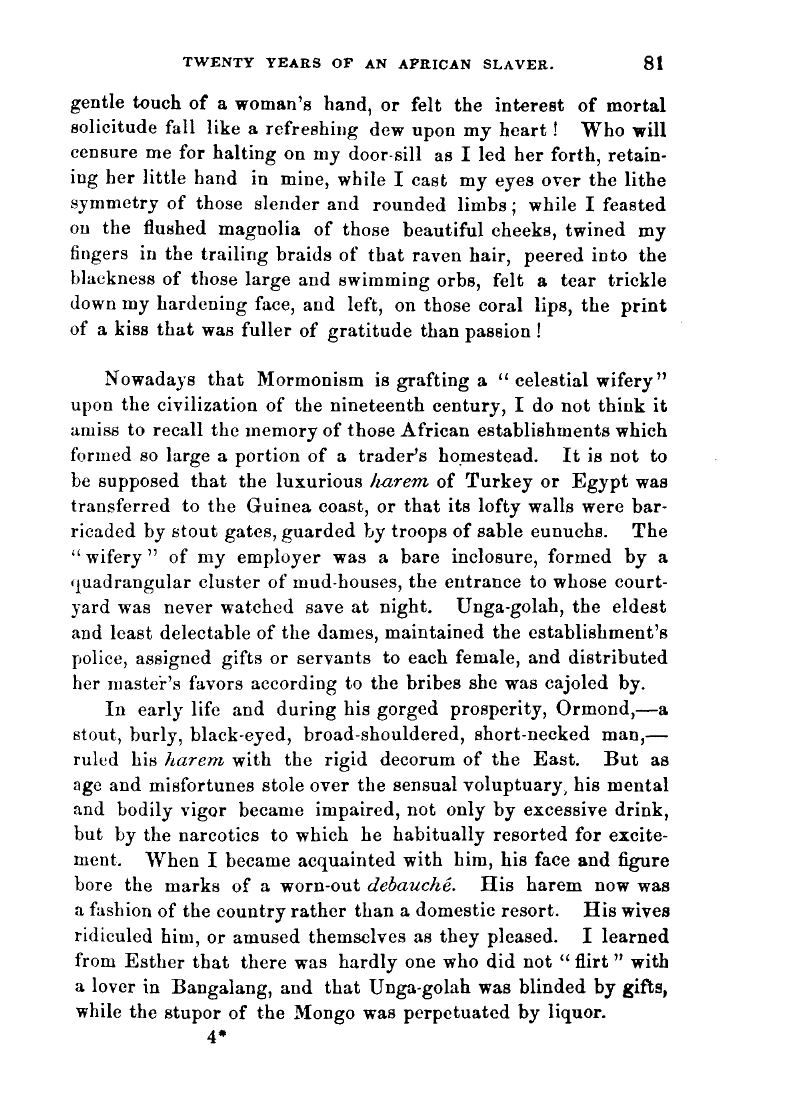 TWENTY YEARS OF AN AFRICAN SLAVER. 81
gentle touch of a woman's hand, or felt the interest of mortal
solicitude fall like a refreshing dew upon my heart ! Who will
censure me for halting on my door-sill as I led her forth, retain-
ing her little hand in mine, while I cast my eyes over the lithe
symmetry of those slender and rounded limbs ; while I feasted
on the flushed magnolia of those beautiful cheeks, twined my
fingers in the trailing braids of that raven hair, peered into the
blackness of those large and swimming orbs, felt a tear trickle
down my hardening face, and left, on those coral lips, the print
of a kiss that was fuller of gratitude than passion !
Nowadays that Mormonism is grafting a “ celestial wifery”
upon the civilization of the nineteenth century, I do not think it
amiss to recall the memory of those African establishments which
formed so large a portion of a trader's homestead. It is not to
be supposed that the luxurious harem of Turkey or Egypt was
transferred to the Guinea coast, or that its lofty walls were bar-
ricaded by stout gates, guarded by troops of sable eunuchs. The
“wifery” of my employer was a bare inclosure, formed by a
quadrangular cluster of mud-houses, the entrance to whose court-
yard was never watched save at night. Unga-golah, the eldest
and least delectable of the dames, maintained the establishment's
police, assigned gifts or servants to each female, and distributed
her master's favors according to the bribes she was cajoled by.
In early life and during his gorged prosperity, Ormond,—a
stout, burly, black-eyed, broad-shouldered, short-necked man,—
ruled his harem with the rigid decorum of the East. But as
age and misfortunes stole over the sensual voluptuary, his mental
and bodily vigor became impaired, not only by excessive drink,
but by the narcotics to which he habitually resorted for excite-
ment. When I became acquainted with him, his face and figure
bore the marks of a worn-out debauché. His harem now was
a fashion of the country rather than a domestic resort. His wives
ridiculed him, or amused themselves as they pleased. I learned
from Esther that there was hardly one who did not “ flirt ” with
a lover in Bangalang, and that Unga-golah was blinded by gifts,
while the stupor of the Mongo was perpetuated by liquor.
4*